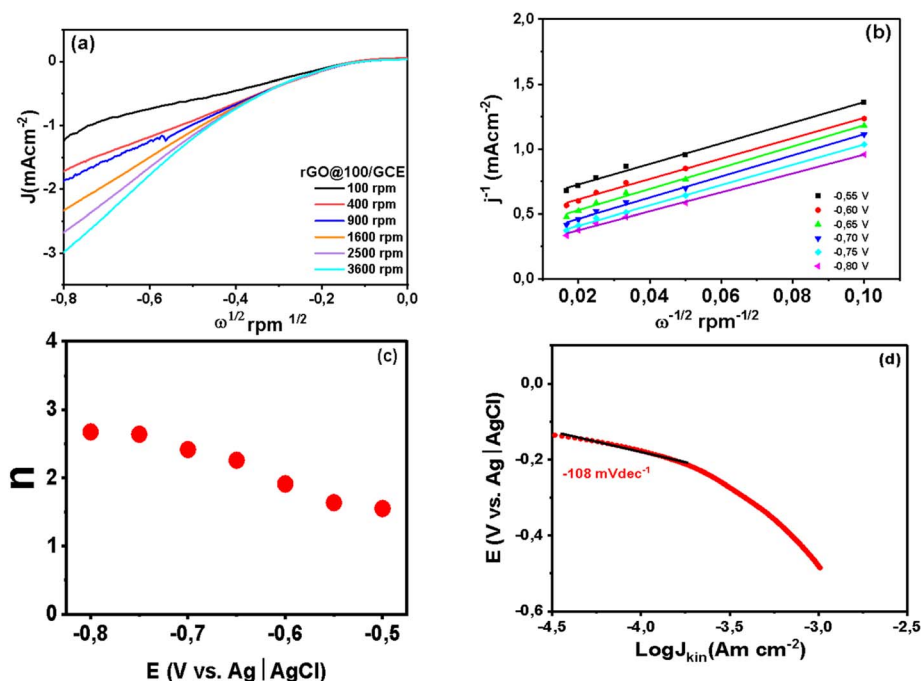 (a)
J(mAcm-2)
0
-1
-2
-3
rGO@100/GCE
100 rpm
400 rpm
900 rpm
1600 rpm
2500 rpm
3600 rpm
-0,8 -0,6 -0,4 -0,2 0,0
ω1/2 rpm 1/2
(b)
j-1 (mAcm-2)
2,0
1,5
1,0
0,5
0,0
-0,55 V
-0,60 V
-0,65 V
-0,70 V
-0,75 V
-0,80 V
0,02 0,04 0,06 0,08 0,10
ω-1/2 rpm-1/2
(c)
n
4
3
2
1
0
-0,8 -0,7 -0,6 -0,5
E (V vs. Ag|AgCl)
(d)
E (V vs. Ag|AgCl)
0,0
-0,2
-0,4
-0,6
-108 mVdec-1
-4,5 -4,0 -3,5 -3,0 -2,5
LogJkin(Am cm-2)